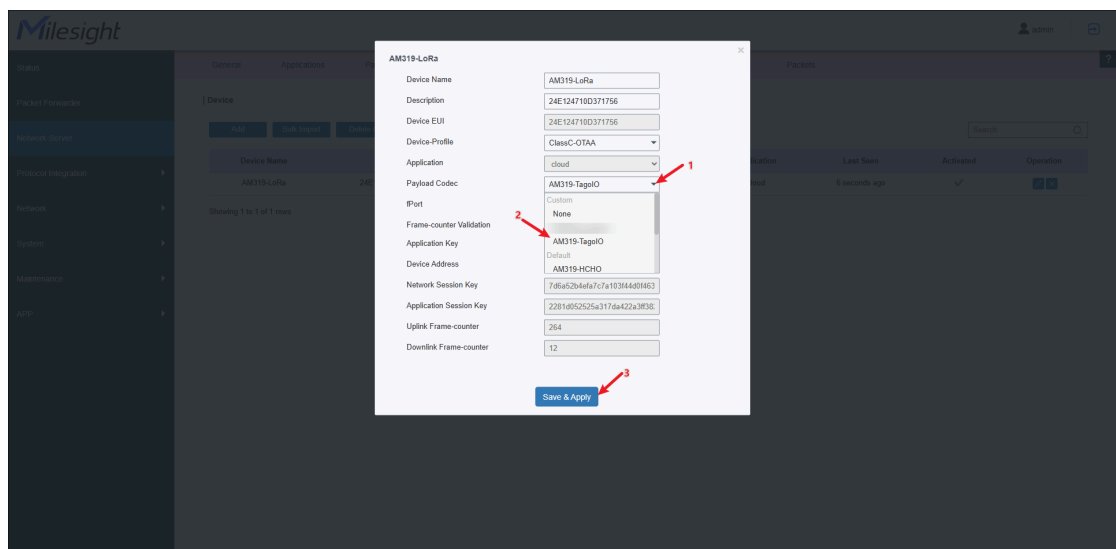 Milesight
admin
Status
General Applications
Packets
?
Packet Forwarder
Device
Network Server
Add Bulk Import
Search
Device Name Last Seen Activated Operation
Protocol Integration
AM319-LoRa 6 seconds ago
Network
Showing 1 to 1 of 1 rows
System
Maintenance
APP
×
AM319-LoRa
Device Name AM319-LoRa
Description 24E124710D371756
Device EUI 24E124710D371756
Device-Profile ClassC-OTAA
Application cloud
1
Payload Codec AM319-TagoIO
fPort Custom
None
2
Frame-counter Validation
Application Key AM319-TagoIO
Default
Device Address AM319-HCHO
Network Session Key 7d6a52b4efa7c7a103f44d0f463
Application Session Key 2281d052525a317da422a3ff38
Uplink Frame-counter 264
Downlink Frame-counter 12
3
Save & Apply